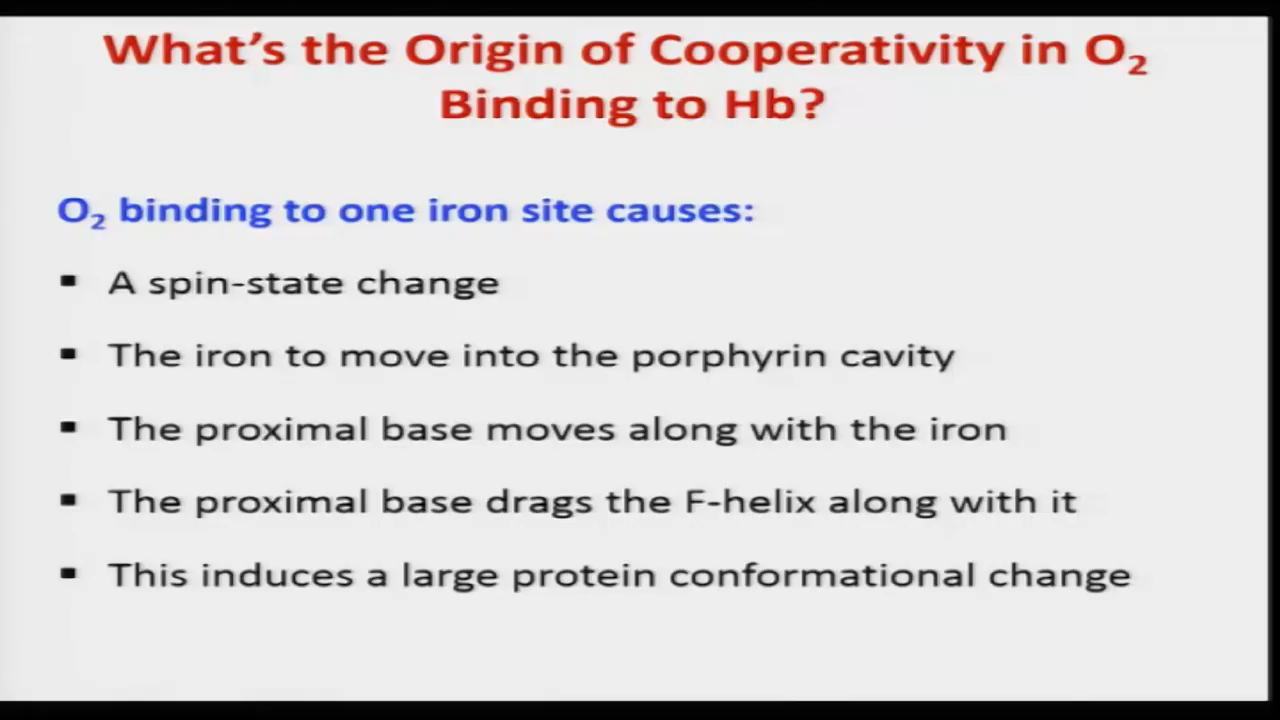 What's the Origin of Cooperativity in O₂
Binding to Hb?
O₂ binding to one iron site causes:
▪ A spin-state change
▪ The iron to move into the porphyrin cavity
▪ The proximal base moves along with the iron
▪ The proximal base drags the F-helix along with it
▪ This induces a large protein conformational change